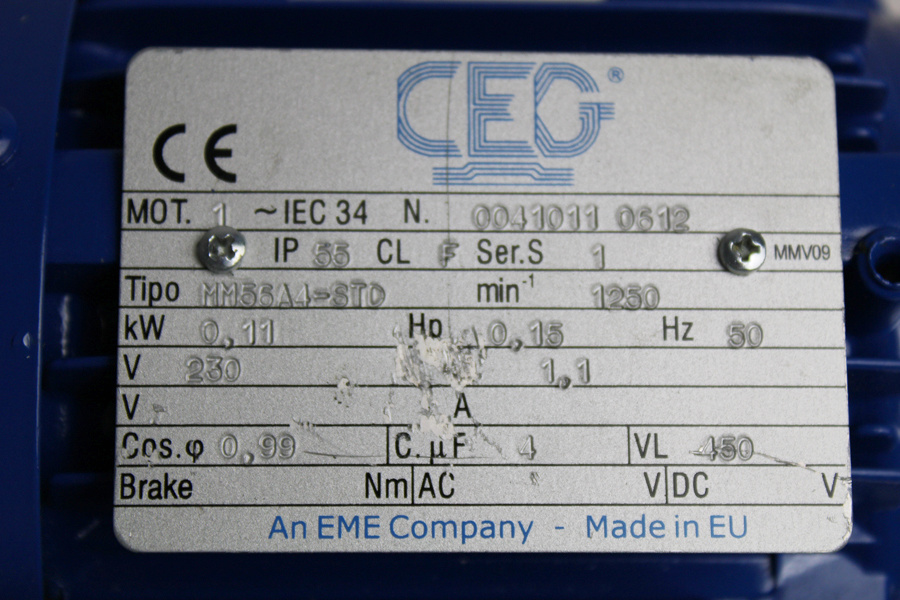 CEG®
CE
MOT. 1 ~IEC 34 N. 0041011 0612
IP 55 CL F Ser.S 1 MMV09
Tipo MM56A4-STD min-1 1250
kW 0,11 Hp 0,15 Hz 50
V 230 1,1
V A
Cos.φ 0,99 C.μF 4 VL 450
Brake Nm AC V DC V
An EME Company - Made in EU